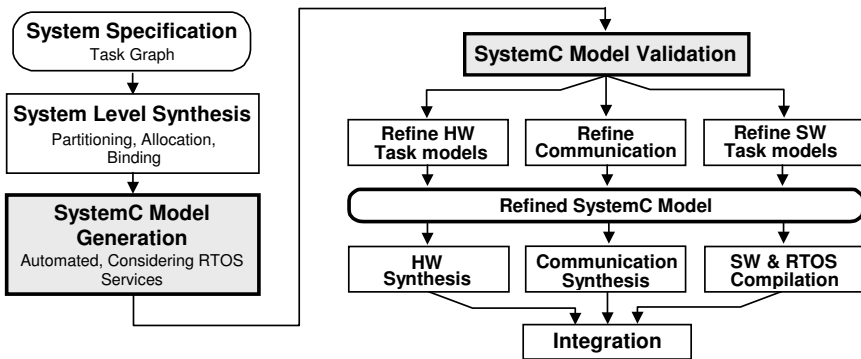 System Specification
Task Graph
System Level Synthesis
Partitioning, Allocation,
Binding
SystemC Model
Generation
Automated, Considering RTOS
Services
SystemC Model Validation
Refine HW
Task models
Refine
Communication
Refine SW
Task models
Refined SystemC Model
HW
Synthesis
Communication
Synthesis
SW & RTOS
Compilation
Integration